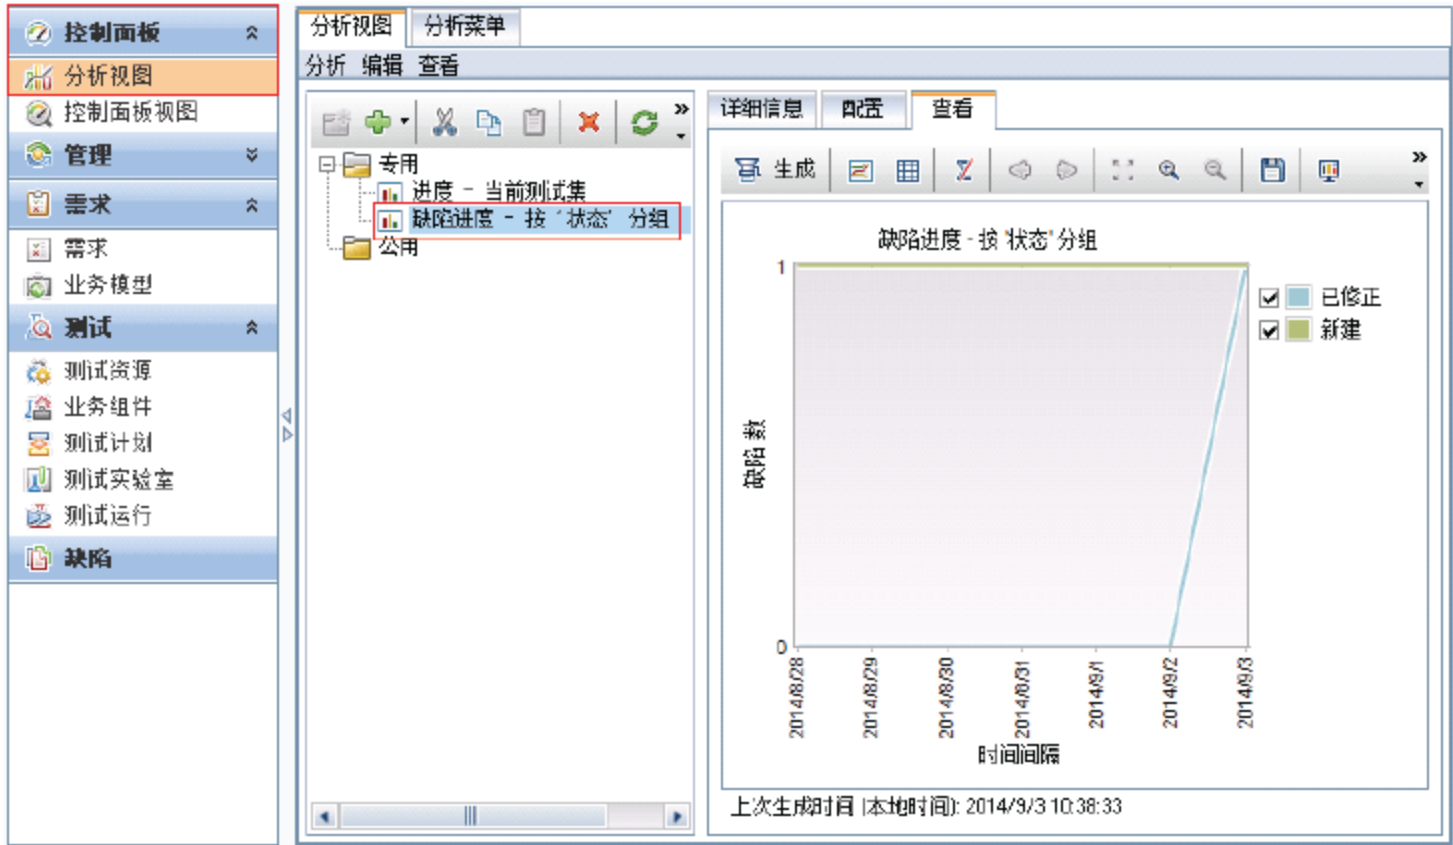 控制面板
分析视图
控制面板视图
管理
需求
需求
业务模型
测试
测试资源
业务组件
测试计划
测试实验室
测试运行
缺陷
分析视图 分析菜单
分析 编辑 查看
专用
进度 - 当前测试集
缺陷进度 - 按 '状态' 分组
公用
详细信息 配置 查看
生成
缺陷进度 - 按 '状态' 分组
1
0
缺陷 数
已修正
新建
2014/8/28
2014/8/29
2014/8/30
2014/8/31
2014/9/1
2014/9/2
2014/9/3
时间间隔
上次生成时间 (本地时间): 2014/9/3 10:38:33